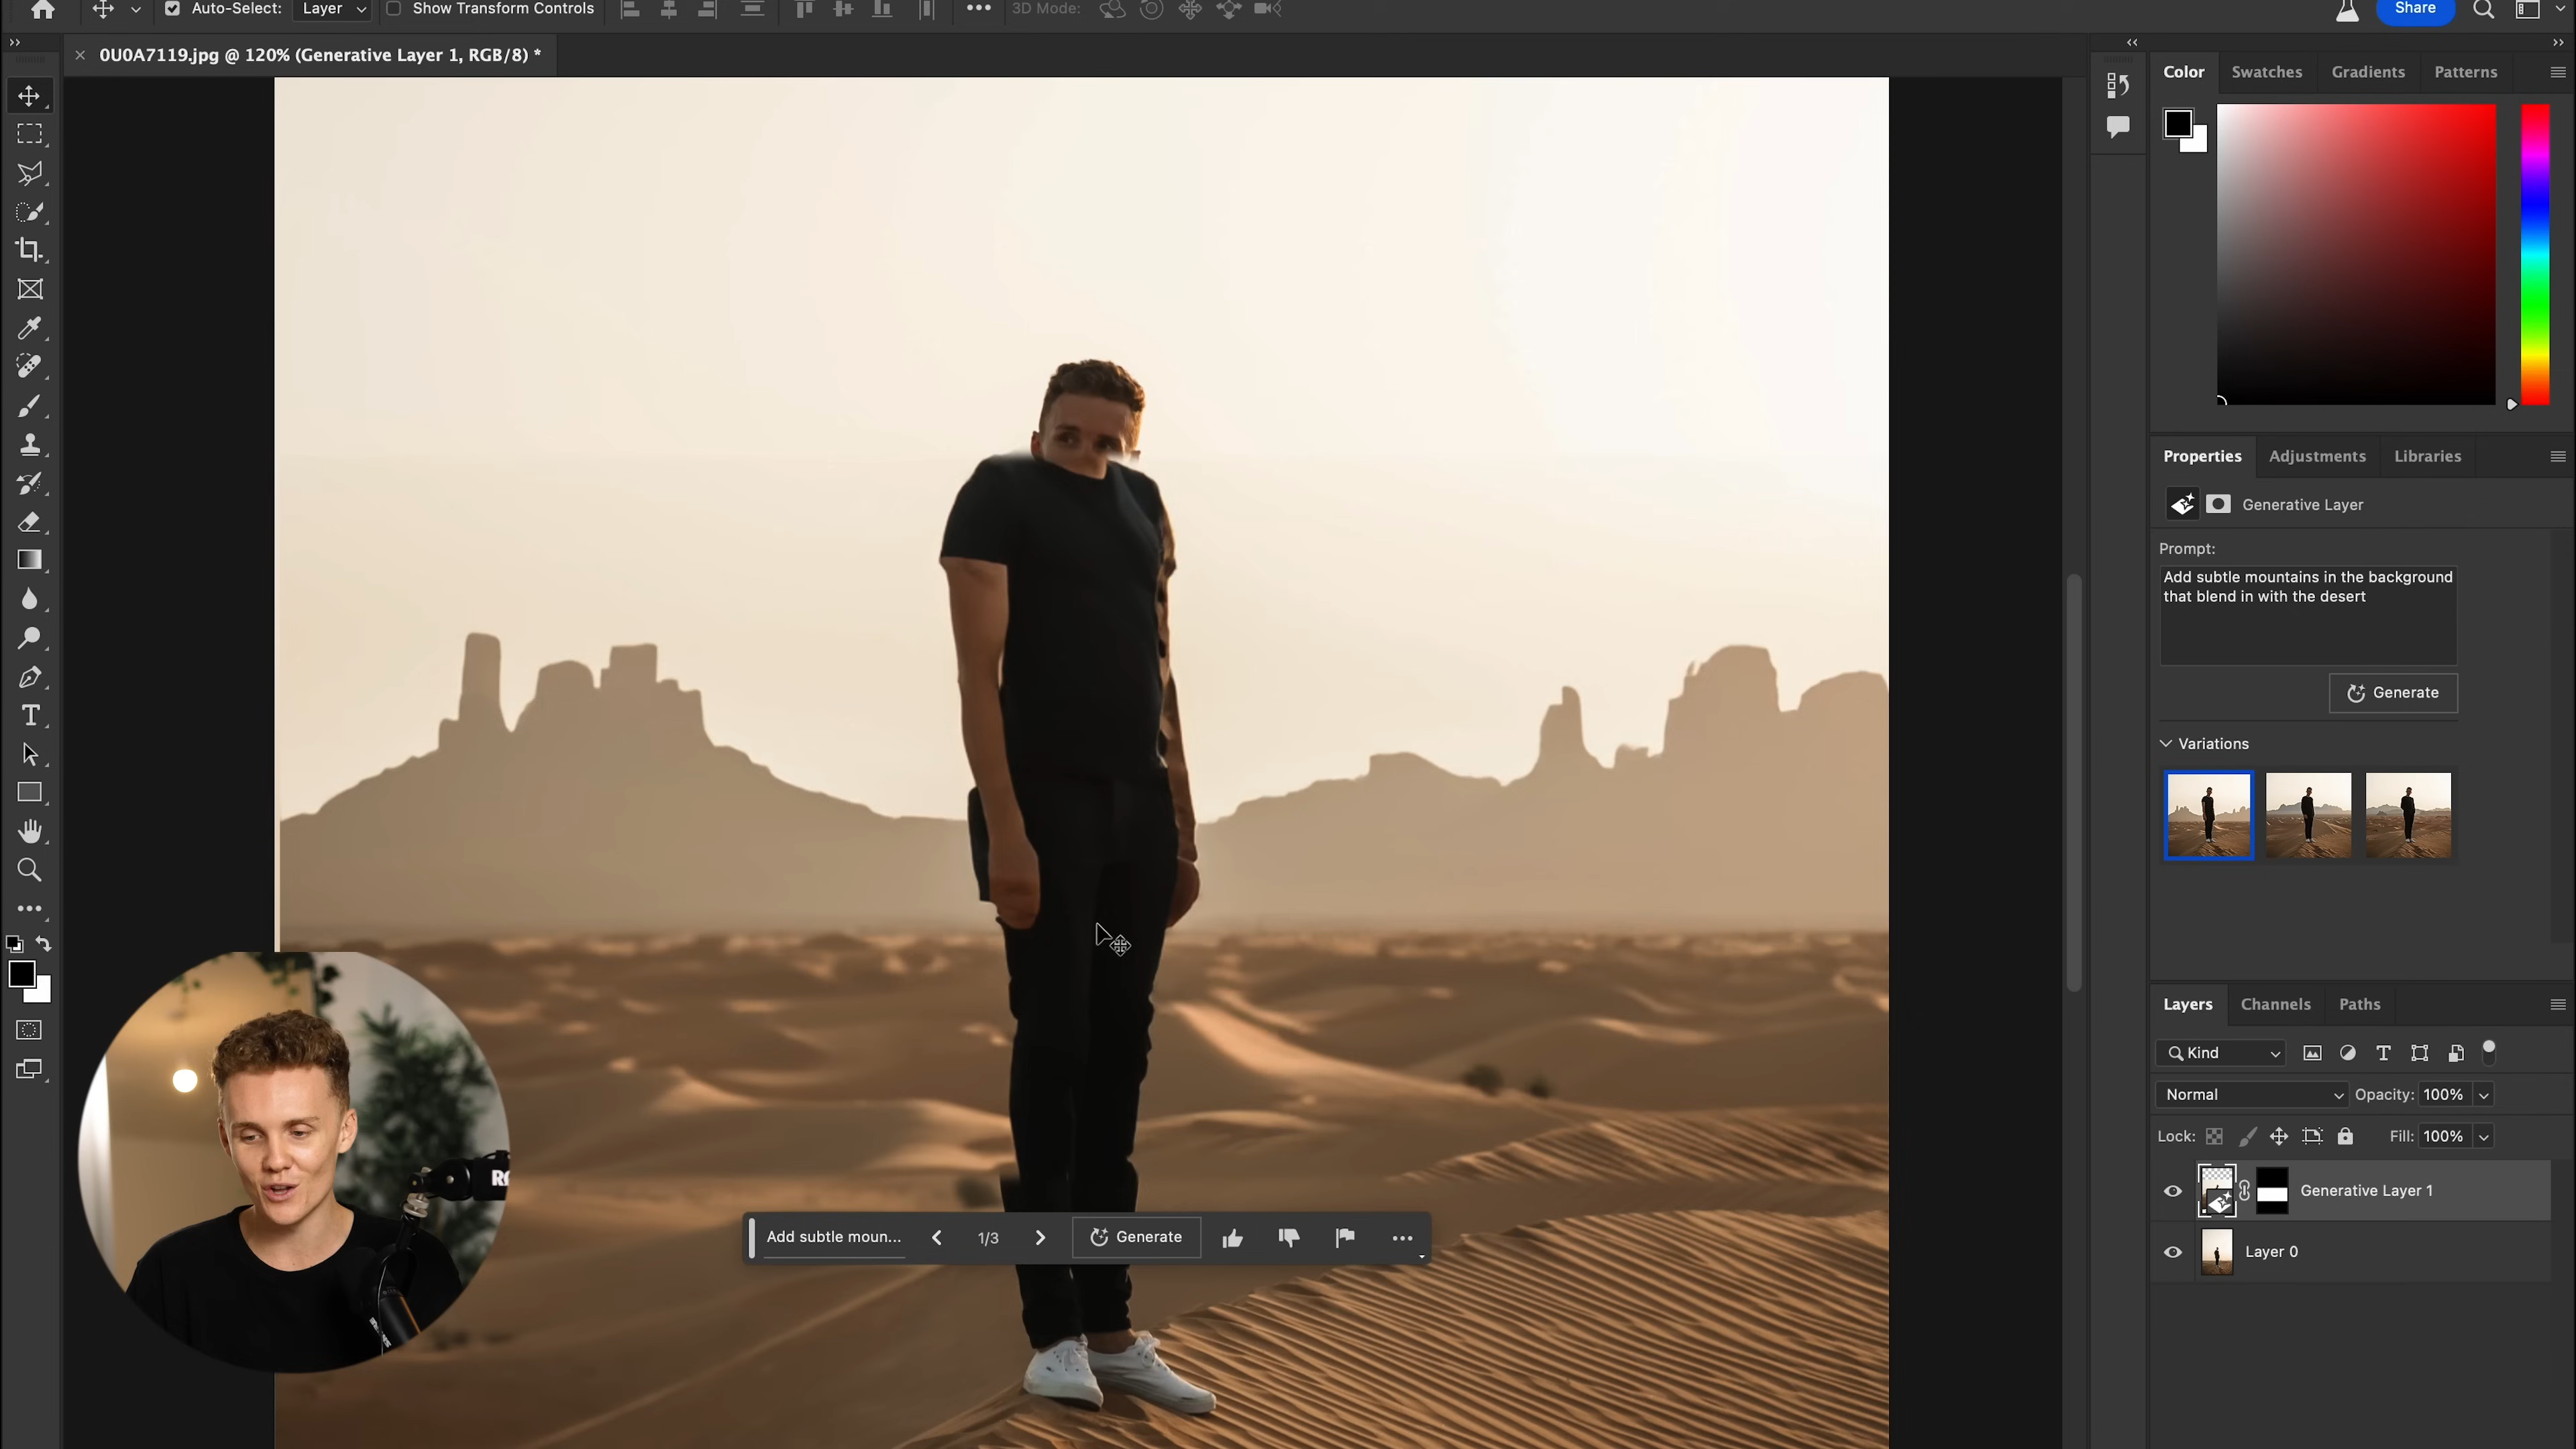 Auto-Select: Layer Show Transform Controls 3D Mode: Share
0U0A7119.jpg @ 120% (Generative Layer 1, RGB/8) *
Color Swatches Gradients Patterns
Properties Adjustments Libraries
Generative Layer
Prompt:
Add subtle mountains in the background
that blend in with the desert
Generate
Variations
Add subtle moun... 1/3 Generate
Layers Channels Paths
Kind
Normal Opacity: 100%
Lock: Fill: 100%
Generative Layer 1
Layer 0